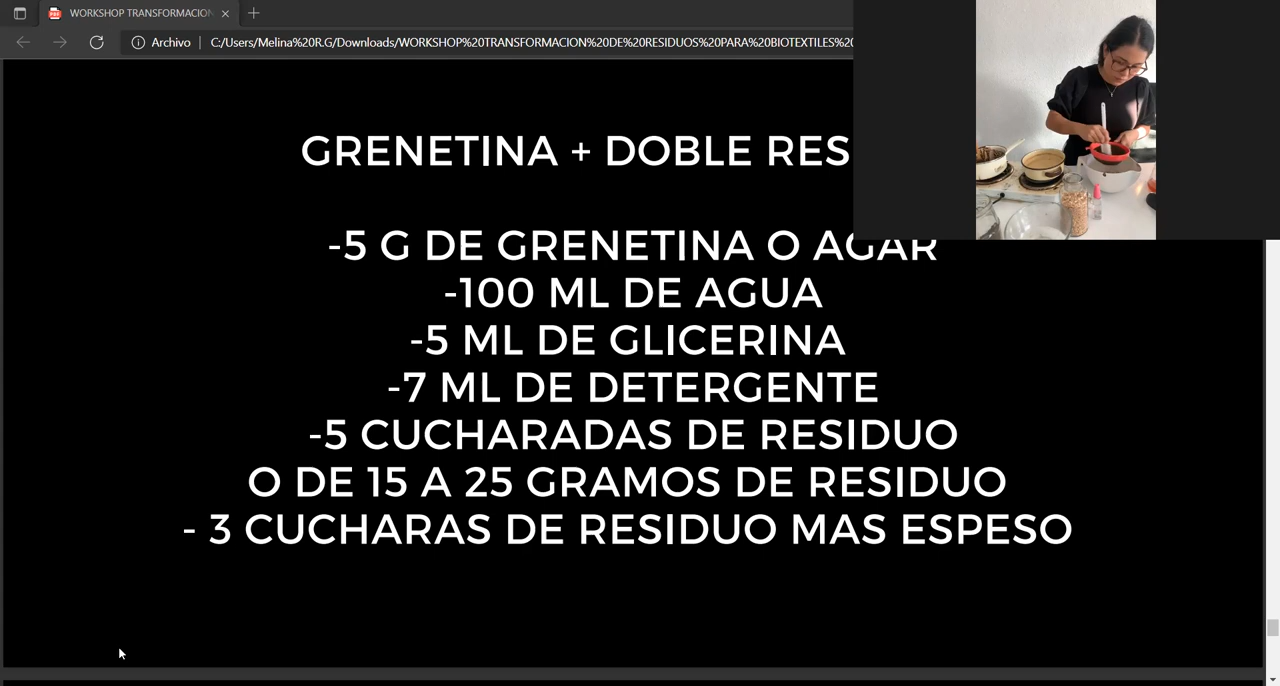 WORKSHOP TRANSFORMACION
Archivo
C:/Users/Melina%20R.G/Downloads/WORKSHOP%20TRANSFORMACION%20DE%20RESIDUOS%20PARA%20BIOTEXTILES%20
GRENETINA + DOBLE RES
-5 G DE GRENETINA O AGAR
-100 ML DE AGUA
-5 ML DE GLICERINA
-7 ML DE DETERGENTE
-5 CUCHARADAS DE RESIDUO
O DE 15 A 25 GRAMOS DE RESIDUO
- 3 CUCHARAS DE RESIDUO MAS ESPESO